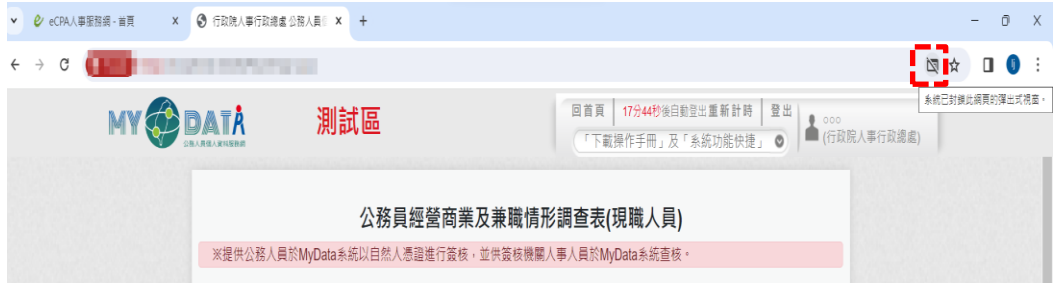 eCPA人事服務網 - 首頁
行政院人事行政總處 公務人員
系統已封鎖此網頁的彈出式視窗。
MY DATA
公務人員個人資料服務網
測試區
回首頁 17分44秒後自動登出重新計時 登出
「下載操作手冊」及「系統功能快捷」
ooo
(行政院人事行政總處)
公務員經營商業及兼職情形調查表(現職人員)
※提供公務人員於MyData系統以自然人憑證進行簽核，並供簽核機關人事人員於MyData系統查核。